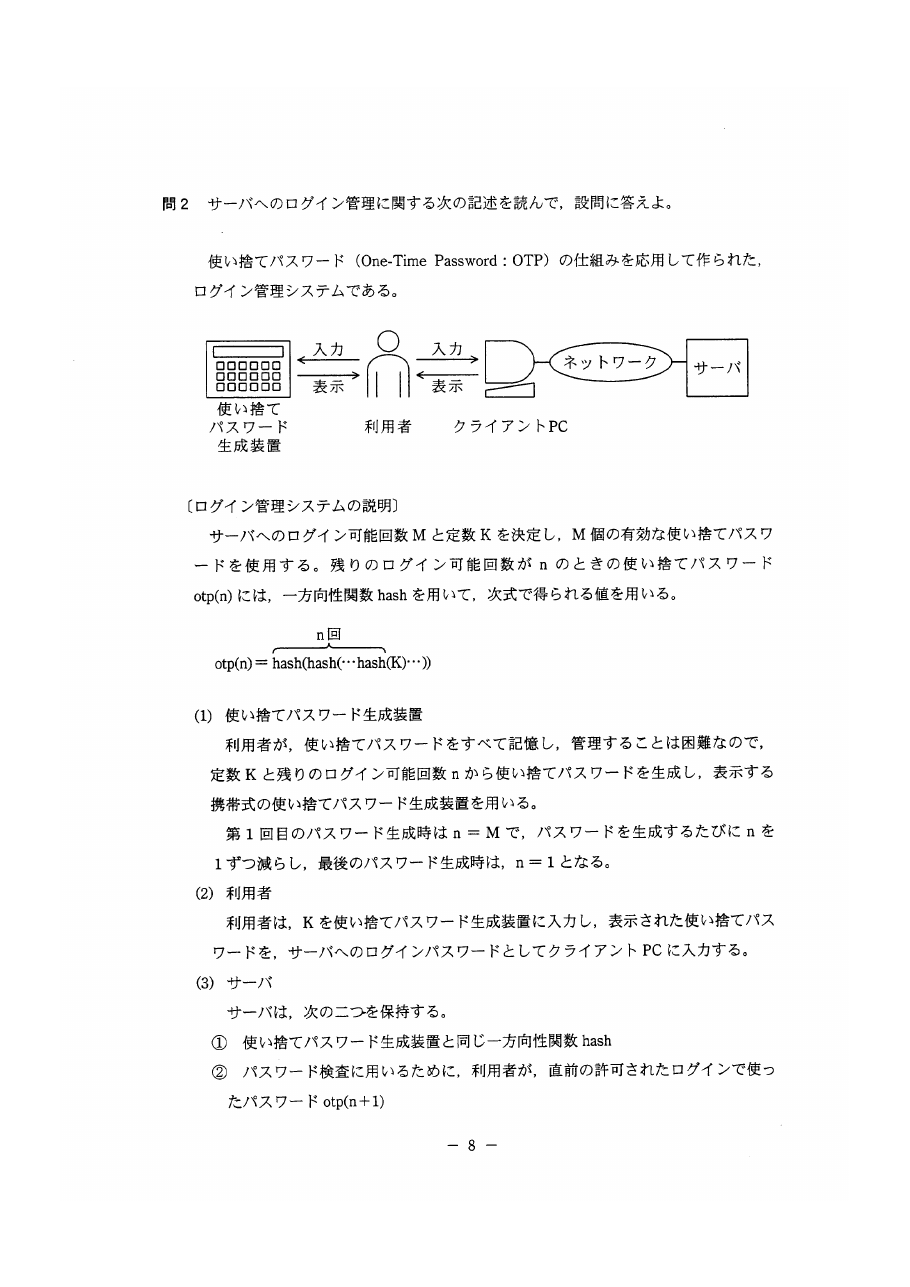 問2 サーバへのログイン管理に関する次の記述を読んで，設問に答えよ。
使い捨てパスワード（One-Time Password：OTP）の仕組みを応用して作られた，
ログイン管理システムである。
入力 入力 ネットワーク サーバ
表示 表示
使い捨て
パスワード 利用者 クライアントPC
生成装置
〔ログイン管理システムの説明〕
サーバへのログイン可能回数 M と定数 K を決定し，M 個の有効な使い捨てパスワ
ードを使用する。残りのログイン可能回数が n のときの使い捨てパスワード
otp(n) には，一方向性関数 hash を用いて，次式で得られる値を用いる。
n回
otp(n)＝hash(hash(…hash(K)…))
(1) 使い捨てパスワード生成装置
利用者が，使い捨てパスワードをすべて記憶し，管理することは困難なので，
定数 K と残りのログイン可能回数 n から使い捨てパスワードを生成し，表示する
携帯式の使い捨てパスワード生成装置を用いる。
第 1 回目のパスワード生成時は n ＝ M で，パスワードを生成するたびに n を
1 ずつ減らし，最後のパスワード生成時は，n ＝ 1 となる。
(2) 利用者
利用者は，K を使い捨てパスワード生成装置に入力し，表示された使い捨てパス
ワードを，サーバへのログインパスワードとしてクライアント PC に入力する。
(3) サーバ
サーバは，次の二つを保持する。
① 使い捨てパスワード生成装置と同じ一方向性関数 hash
② パスワード検査に用いるために，利用者が，直前の許可されたログインで使っ
たパスワード otp(n＋1)
－ 8 －